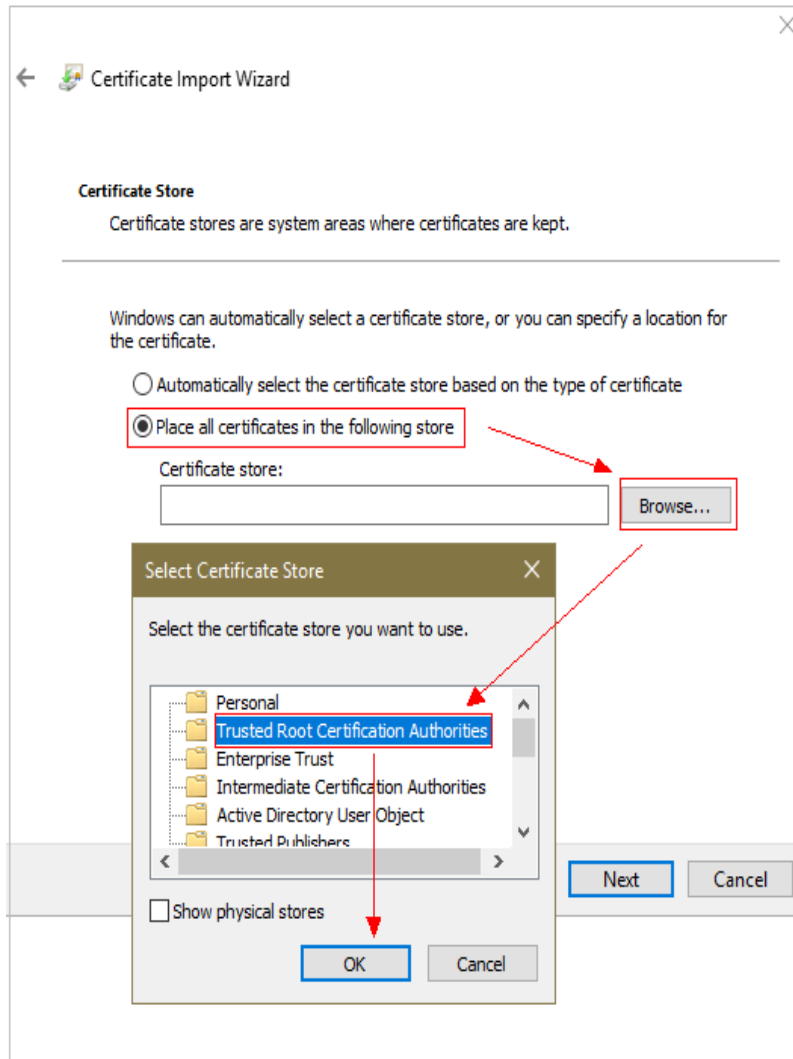 Certificate Import Wizard
Certificate Store
Certificate stores are system areas where certificates are kept.
Windows can automatically select a certificate store, or you can specify a location for
the certificate.
Automatically select the certificate store based on the type of certificate
Place all certificates in the following store
Certificate store:
Browse...
Select Certificate Store
Select the certificate store you want to use.
Personal
Trusted Root Certification Authorities
Enterprise Trust
Intermediate Certification Authorities
Active Directory User Object
Trusted Publishers
Show physical stores
OK
Cancel
Next
Cancel